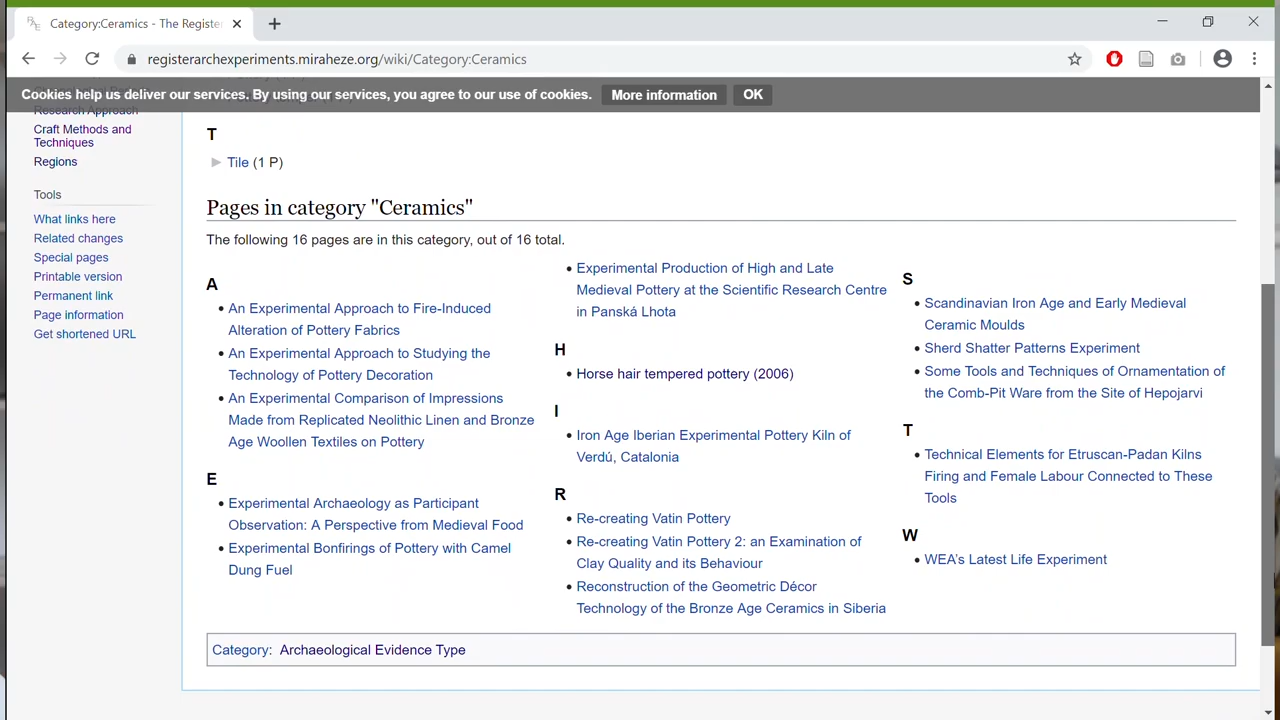 Category:Ceramics - The Register
registerarchexperiments.miraheze.org/wiki/Category:Ceramics
Cookies help us deliver our services. By using our services, you agree to our use of cookies. More information OK
Research Approach
Craft Methods and
Techniques
Regions
Tools
What links here
Related changes
Special pages
Printable version
Permanent link
Page information
Get shortened URL
T
Tile (1 P)
Pages in category "Ceramics"
The following 16 pages are in this category, out of 16 total.
A
• An Experimental Approach to Fire-Induced
Alteration of Pottery Fabrics
• An Experimental Approach to Studying the
Technology of Pottery Decoration
• An Experimental Comparison of Impressions
Made from Replicated Neolithic Linen and Bronze
Age Woollen Textiles on Pottery
E
• Experimental Archaeology as Participant
Observation: A Perspective from Medieval Food
• Experimental Bonfirings of Pottery with Camel
Dung Fuel
• Experimental Production of High and Late
Medieval Pottery at the Scientific Research Centre
in Panská Lhota
H
• Horse hair tempered pottery (2006)
I
• Iron Age Iberian Experimental Pottery Kiln of
Verdú, Catalonia
R
• Re-creating Vatin Pottery
• Re-creating Vatin Pottery 2: an Examination of
Clay Quality and its Behaviour
• Reconstruction of the Geometric Décor
Technology of the Bronze Age Ceramics in Siberia
S
• Scandinavian Iron Age and Early Medieval
Ceramic Moulds
• Sherd Shatter Patterns Experiment
• Some Tools and Techniques of Ornamentation of
the Comb-Pit Ware from the Site of Hepojarvi
T
• Technical Elements for Etruscan-Padan Kilns
Firing and Female Labour Connected to These
Tools
W
• WEA's Latest Life Experiment
Category: Archaeological Evidence Type